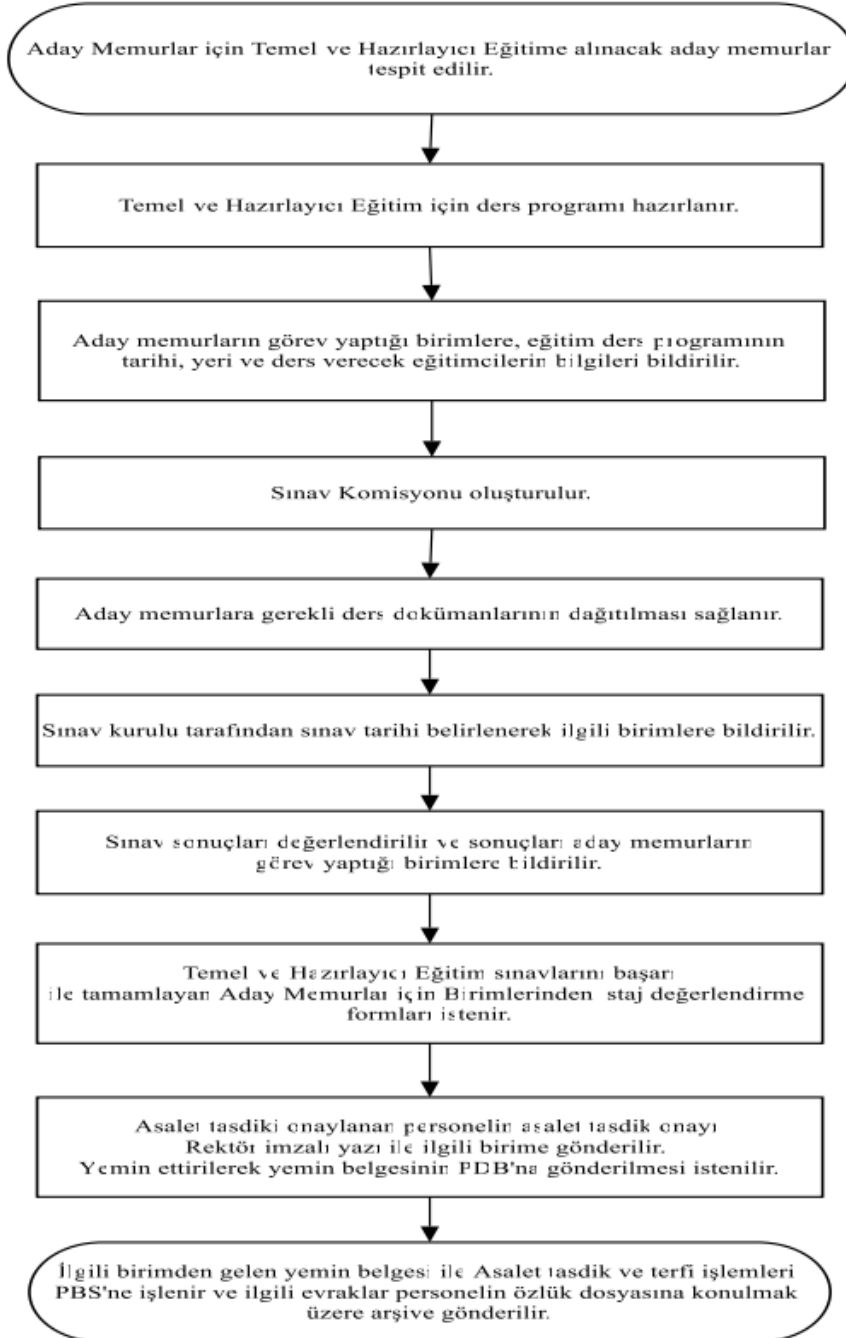 Aday Memurlar için Temel ve Hazırlayıcı Eğitime alınacak aday memurlar
tespit edilir.
Temel ve Hazırlayıcı Eğitim için ders programı hazırlanır.
Aday memurların görev yaptığı birimlere, eğitim ders programının
tarihi, yeri ve ders verecek eğitimcilerin bilgileri bildirilir.
Sınav Komisyonu oluşturulur.
Aday memurlara gerekli ders dokümanlarının dağıtılması sağlanır.
Sınav kurulu tarafından sınav tarihi belirlenerek ilgili birimlere bildirilir.
Sınav sonuçları değerlendirilir ve sonuçları aday memurların
görev yaptığı birimlere bildirilir.
Temel ve Hazırlayıcı Eğitim sınavlarını başarı
ile tamamlayan Aday Memurlar için Birimlerinden staj değerlendirme
formları istenir.
Asalet tasdiki onaylanan personelin asalet tasdik onayı
Rektör imzalı yazı ile ilgili birime gönderilir.
Yemin ettirilerek yemin belgesinin PDB'na gönderilmesi istenilir.
İlgili birimden gelen yemin belgesi ile Asalet tasdik ve terfi işlemleri
PBS'ne işlenir ve ilgili evraklar personelin özlük dosyasına konulmak
üzere arşive gönderilir.